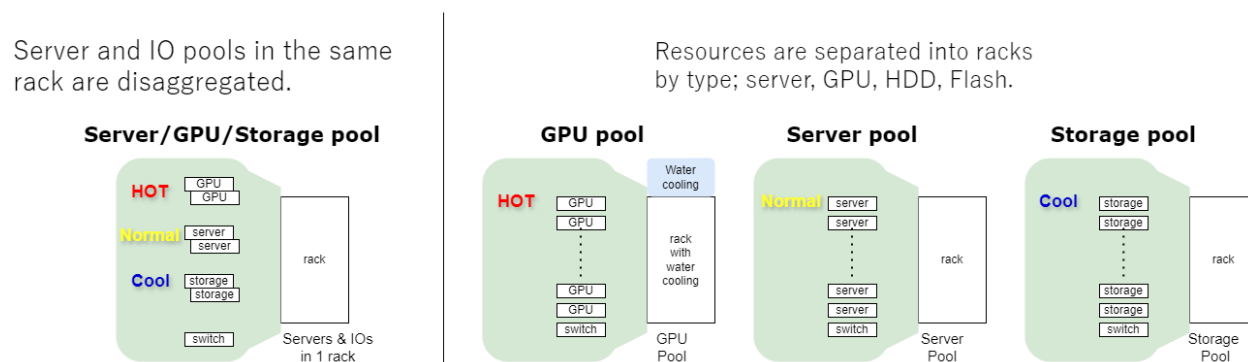 Server and IO pools in the same
rack are disaggregated.
Server/GPU/Storage pool
HOT
GPU
GPU
Normal
server
server
Cool
storage
storage
switch
rack
Servers & IOs
in 1 rack
Resources are separated into racks
by type; server, GPU, HDD, Flash.
GPU pool
HOT
GPU
GPU
GPU
GPU
switch
Water
cooling
rack
with
water
cooling
GPU
Pool
Server pool
Normal
server
server
server
server
switch
rack
Server
Pool
Storage pool
Cool
storage
storage
storage
storage
switch
rack
Storage
Pool